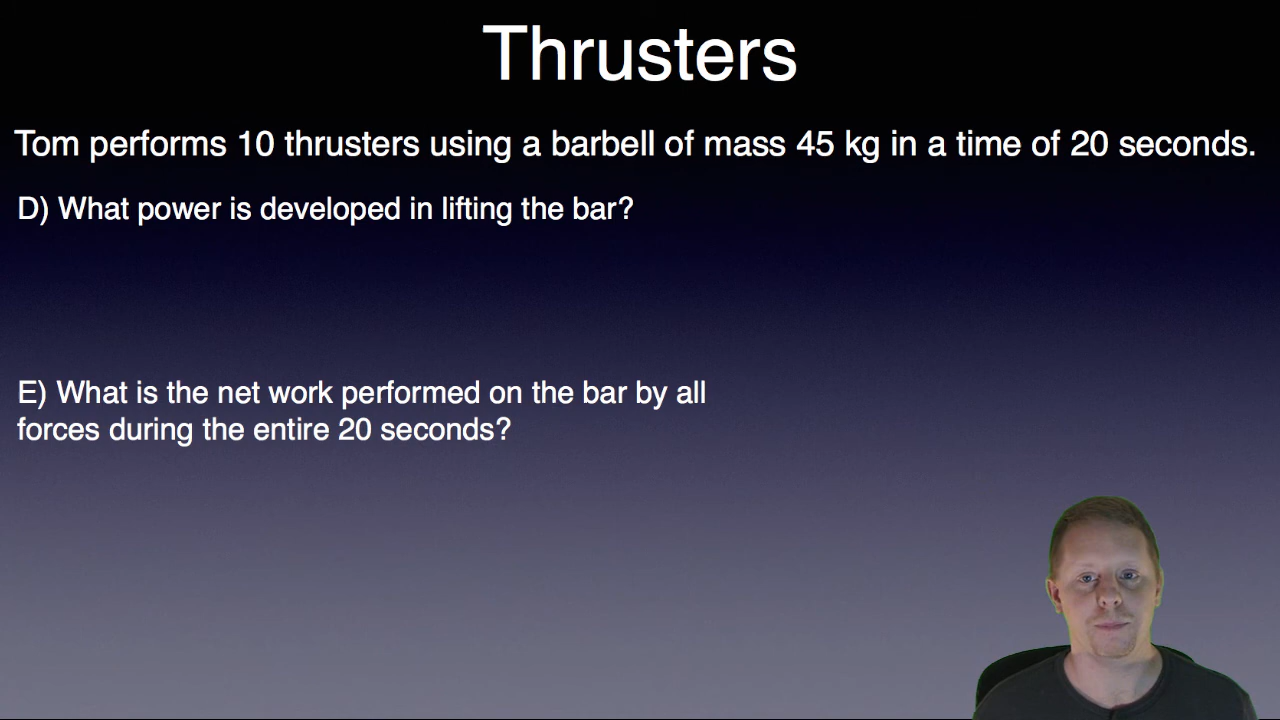 Thrusters
Tom performs 10 thrusters using a barbell of mass 45 kg in a time of 20 seconds.
D) What power is developed in lifting the bar?
E) What is the net work performed on the bar by all
forces during the entire 20 seconds?